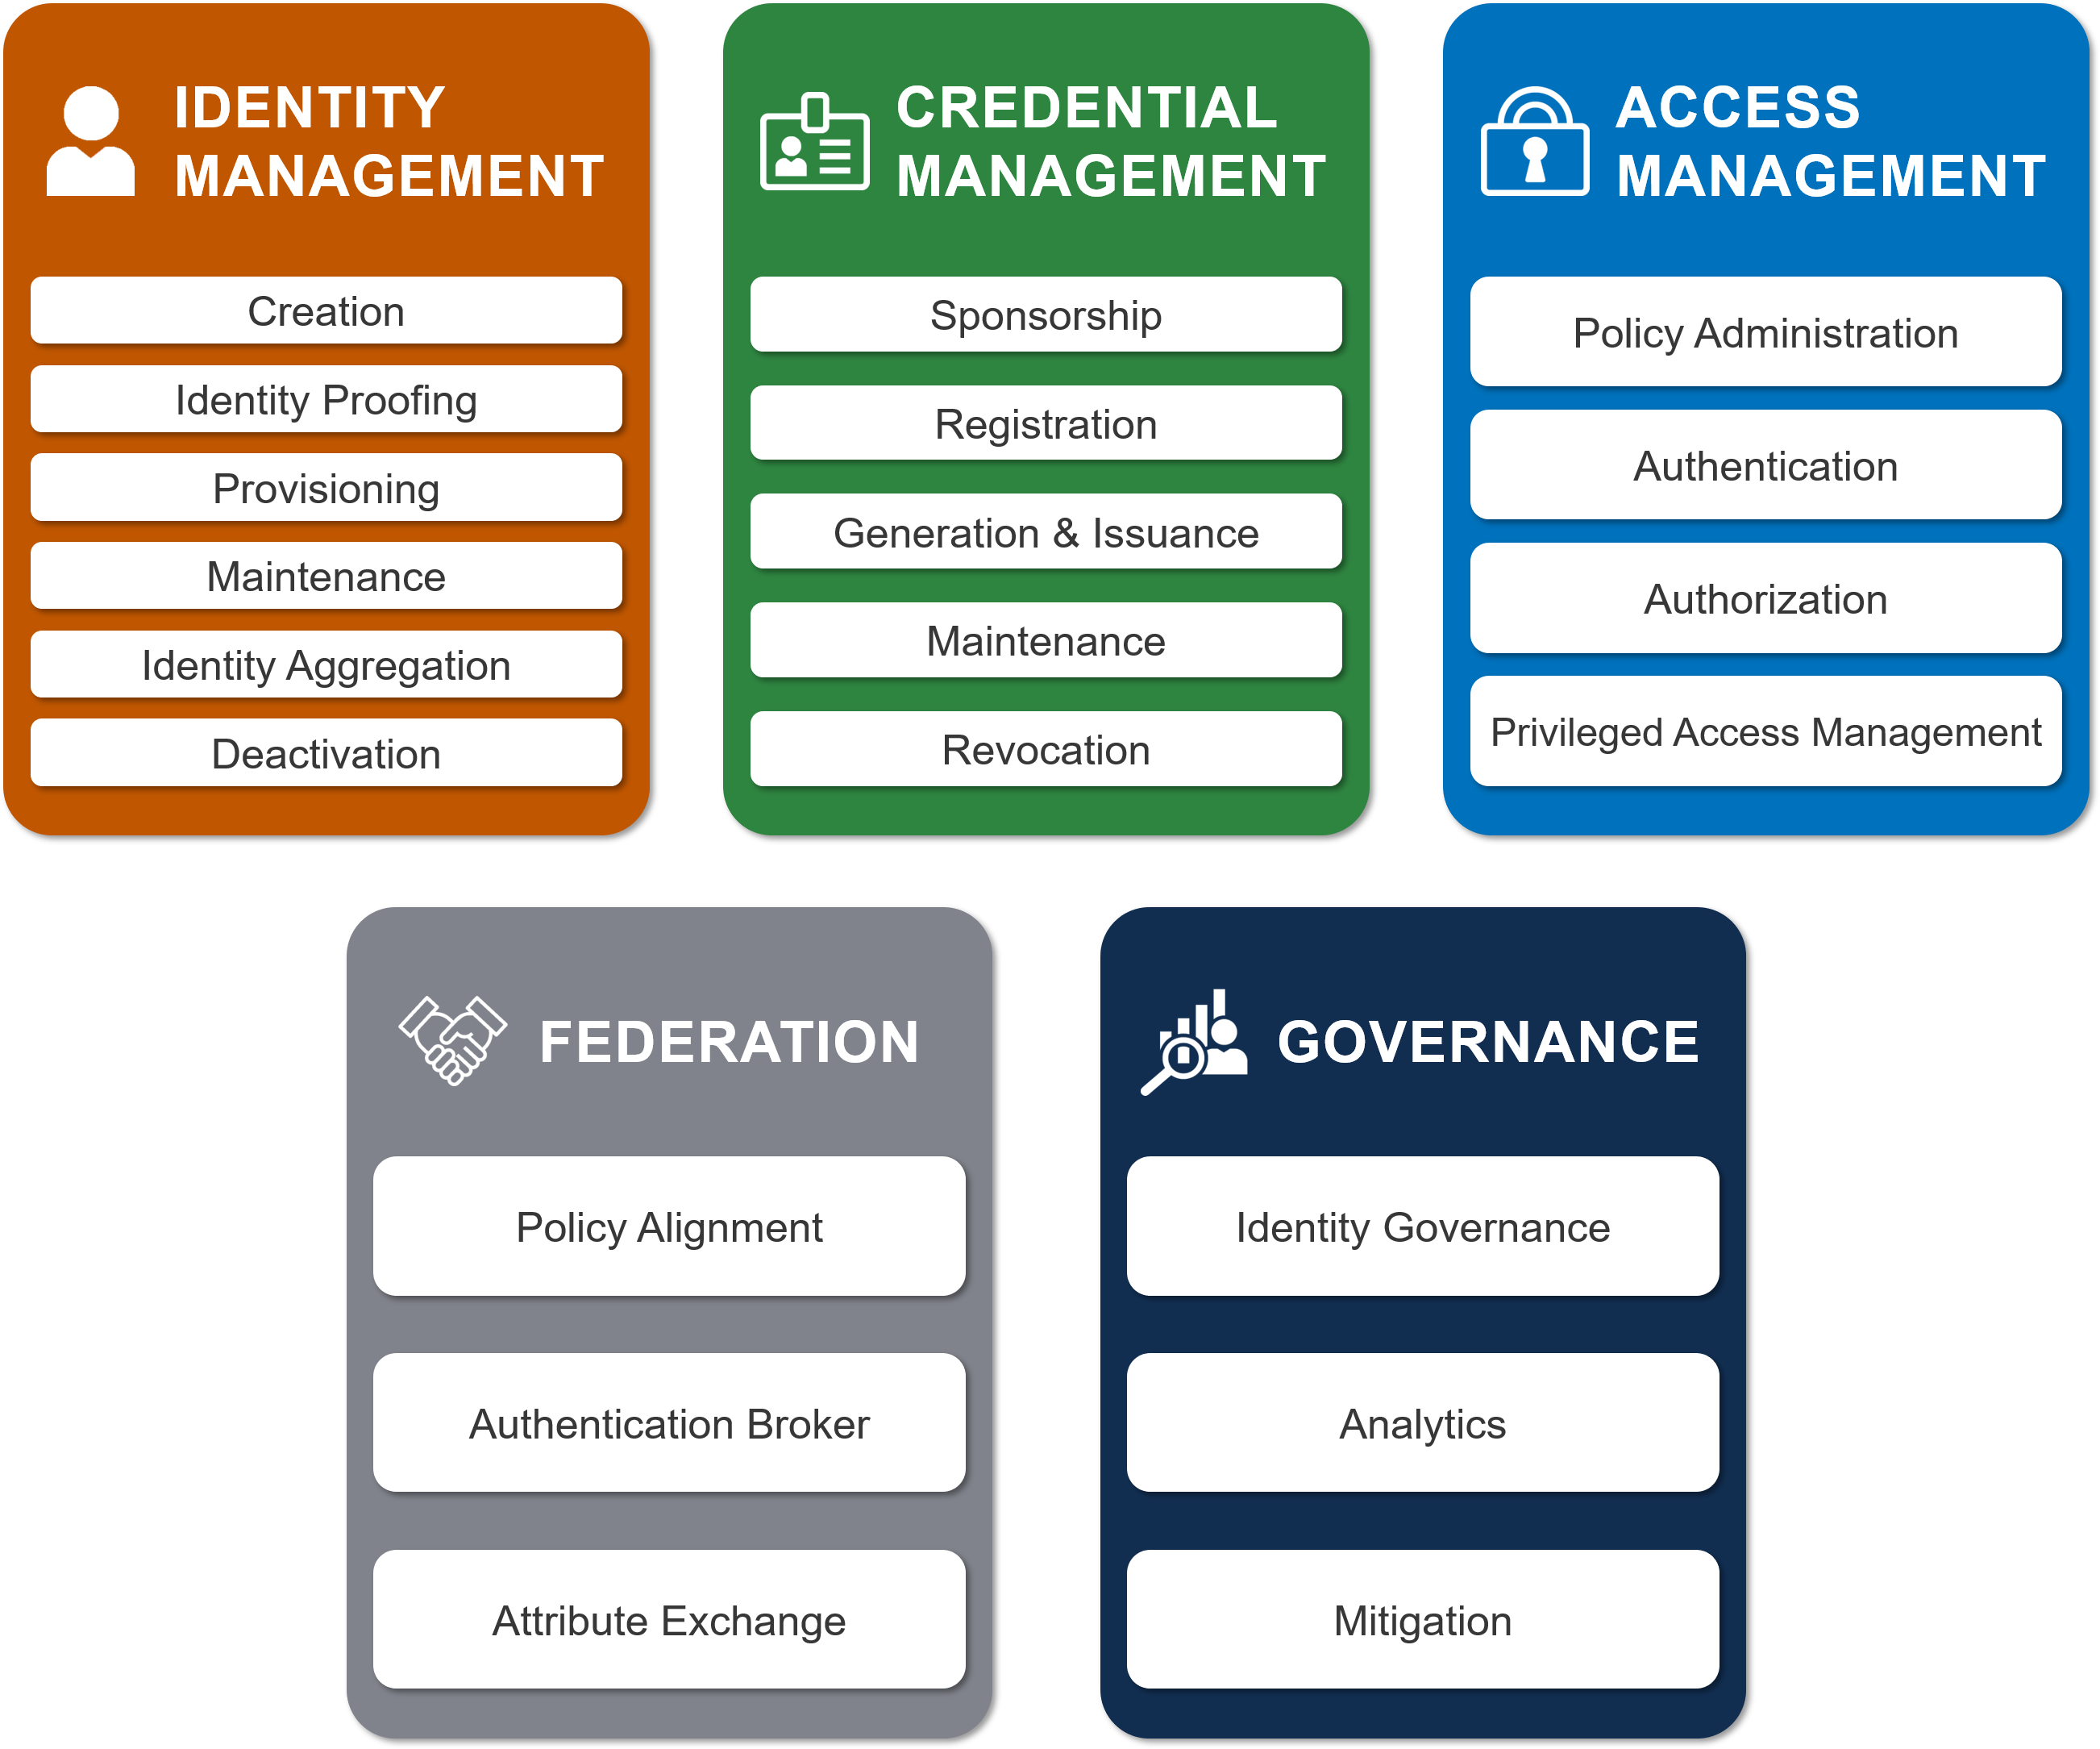 IDENTITY
MANAGEMENT
Creation
Identity Proofing
Provisioning
Maintenance
Identity Aggregation
Deactivation
CREDENTIAL
MANAGEMENT
Sponsorship
Registration
Generation & Issuance
Maintenance
Revocation
ACCESS
MANAGEMENT
Policy Administration
Authentication
Authorization
Privileged Access Management
FEDERATION
Policy Alignment
Authentication Broker
Attribute Exchange
GOVERNANCE
Identity Governance
Analytics
Mitigation